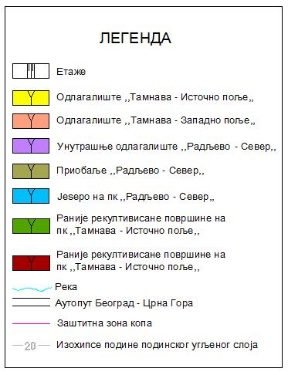 ЛЕГЕНДА
Етаже
Одлагалиште ,,Тамнава - Источно поље,,
Одлагалиште ,,Тамнава - Западно поље,,
Унутрашње одлагалиште ,,Радљево - Север,,
Приобаље ,,Радљево - Север,,
Језеро на пк ,,Радљево - Север,,
Раније рекултивисане површине на
пк ,,Тамнава - Источно поље,,
Раније рекултивисане површине на
пк ,,Тамнава - Источно поље,,
Река
Аутопут Београд - Црна Гора
Заштитна зона копа
20 Изохипсе подине подинског угљеног слоја